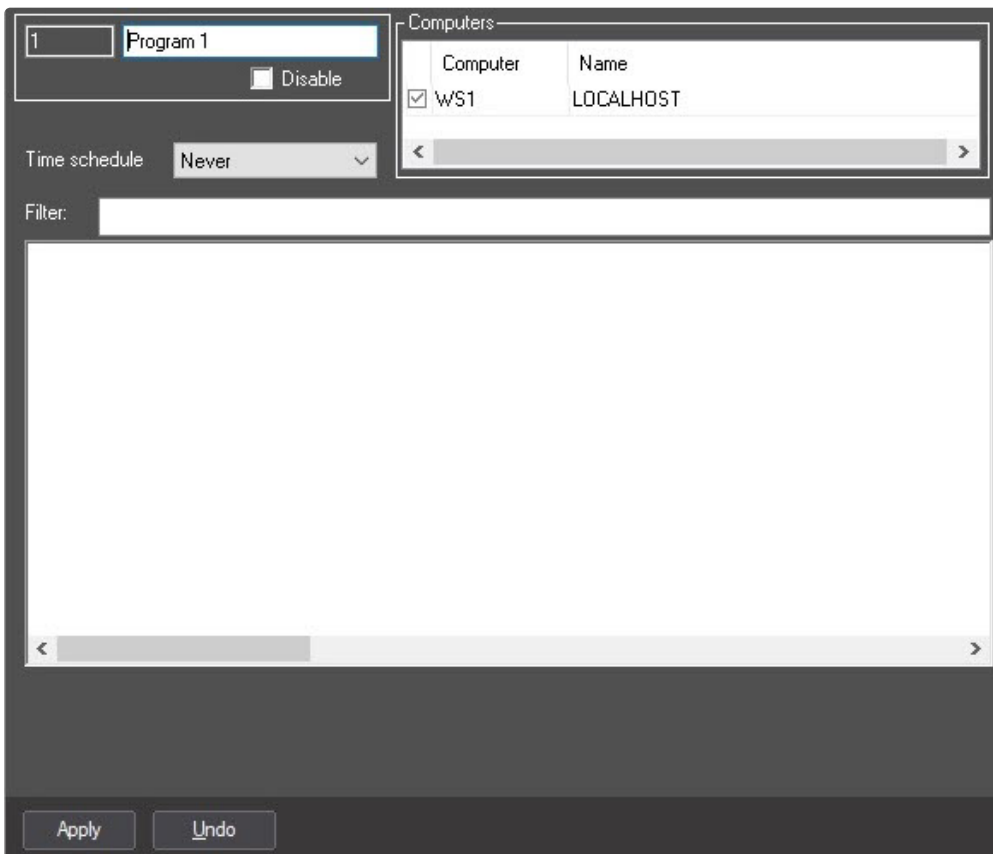 1
Program 1
Disable
Computers
Computer Name
WS1 LOCALHOST
Time schedule Never
Filter:
Apply Undo